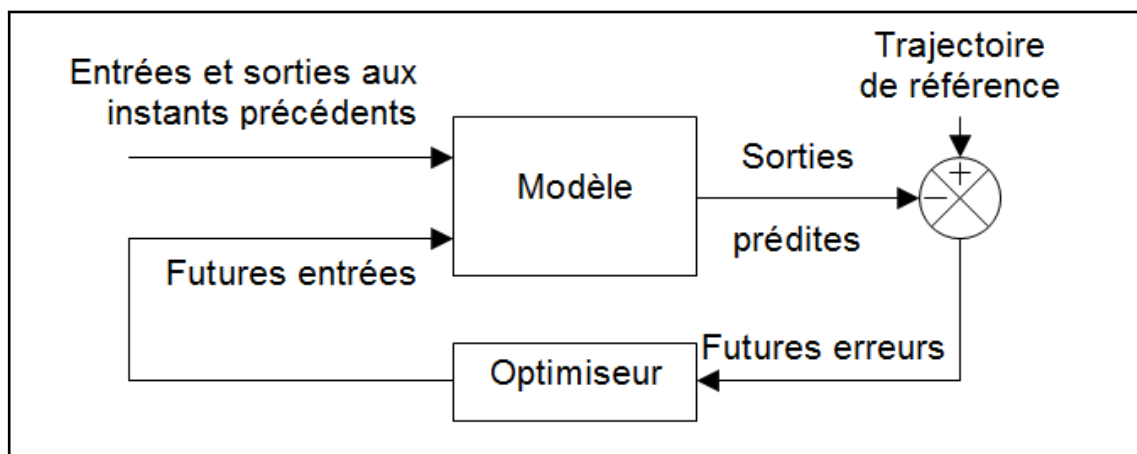 Entrées et sorties aux
instants précédents
Trajectoire
de référence
Modèle
Sorties
prédites
+
−
Futures entrées
Optimiseur
Futures erreurs